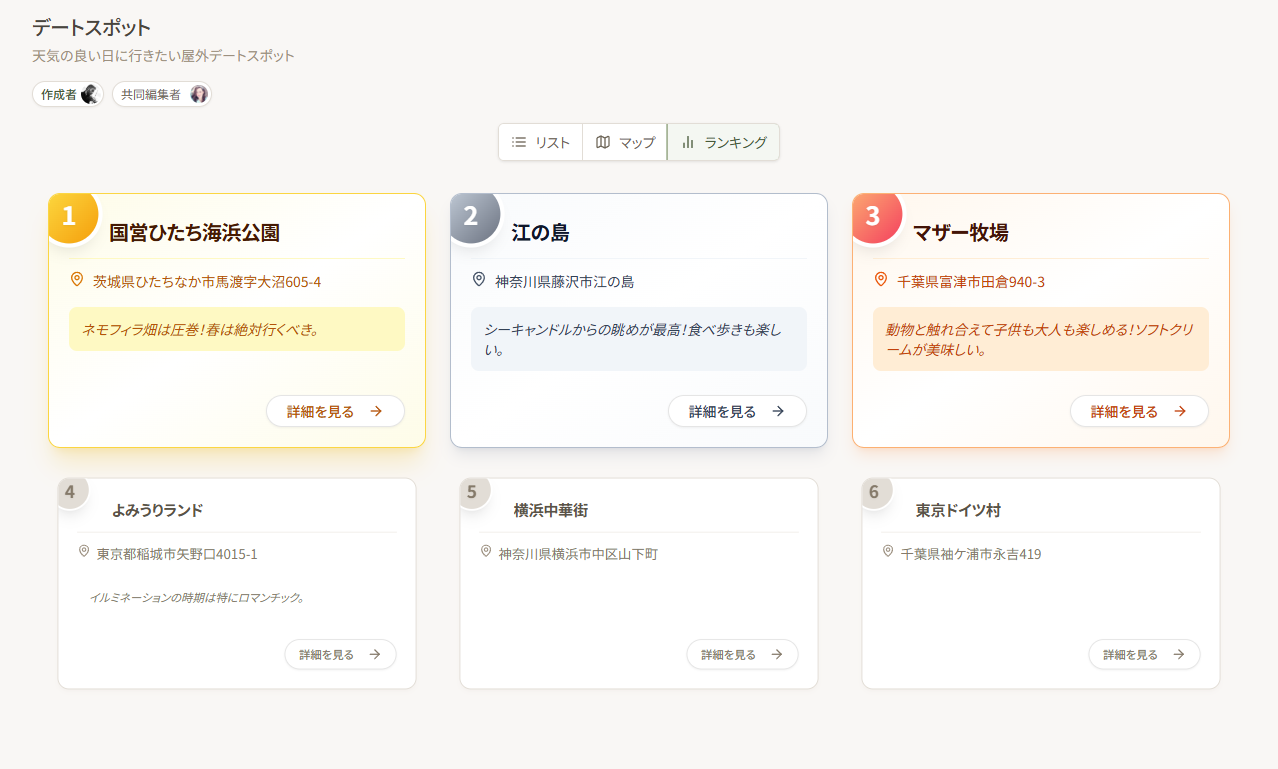 デートスポット
天気の良い日に行きたい屋外デートスポット
作成者
共同編集者
リスト
マップ
ランキング
1
国営ひたち海浜公園
茨城県ひたちなか市馬渡字大沼605-4
ネモフィラ畑は圧巻！春は絶対行くべき。
詳細を見る
2
江の島
神奈川県藤沢市江の島
シーキャンドルからの眺めが最高！食べ歩きも楽し
い。
詳細を見る
3
マザー牧場
千葉県富津市田倉940-3
動物と触れ合えて子供も大人も楽しめる！ソフトクリ
ームが美味しい。
詳細を見る
4
よみうりランド
東京都稲城市矢野口4015-1
イルミネーションの時期は特にロマンチック。
詳細を見る
5
横浜中華街
神奈川県横浜市中区山下町
詳細を見る
6
東京ドイツ村
千葉県袖ケ浦市永吉419
詳細を見る